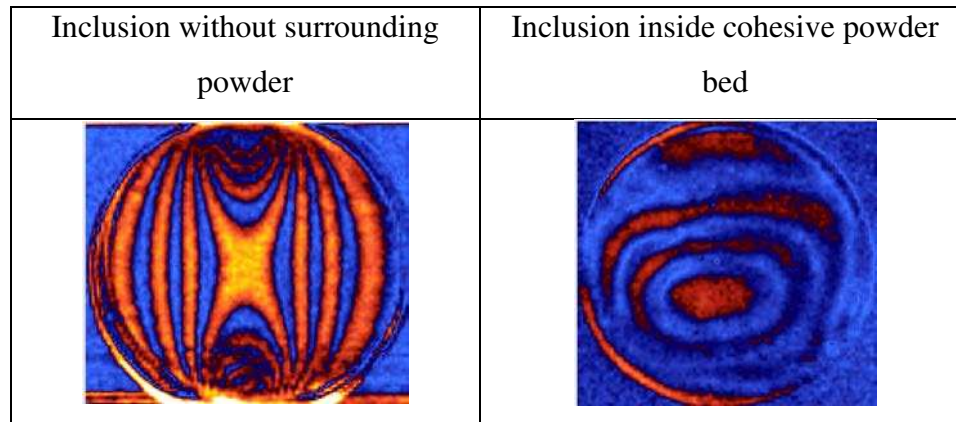 Inclusion without surrounding
powder
Inclusion inside cohesive powder
bed